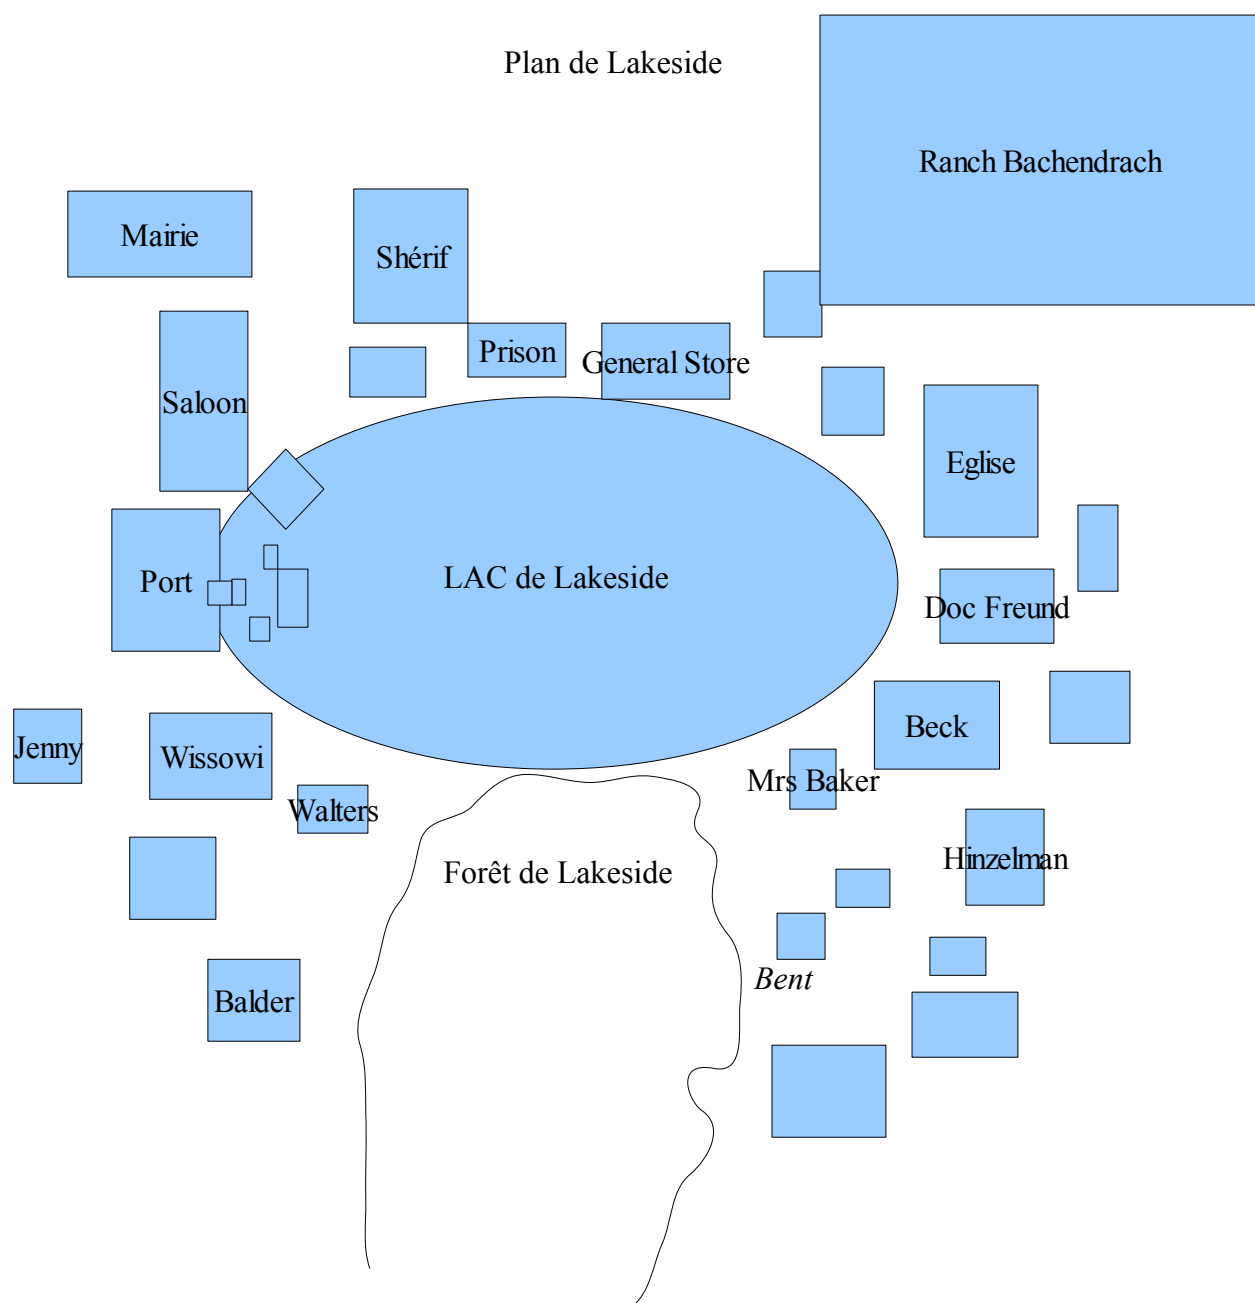 Plan de Lakeside
Ranch Bachendrach
Mairie
Shérif
Prison
General Store
Saloon
Eglise
Port
LAC de Lakeside
Doc Freund
Jenny
Wissowi
Beck
Mrs Baker
Walters
Forêt de Lakeside
Hinzelman
Bent
Balder